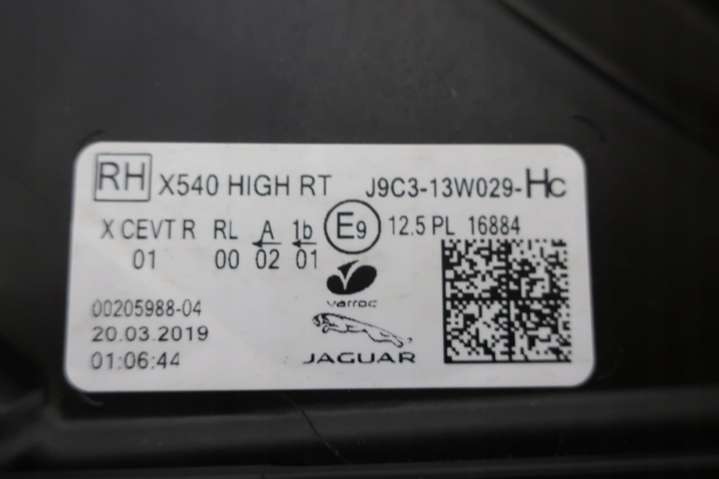 RH X540 HIGH RT J9C3-13W029-HC
X CEVT R RL A 1b E9 12.5 PL 16884
01 00 02 01
varroc
00205988-04
20.03.2019
JAGUAR
01:06:44